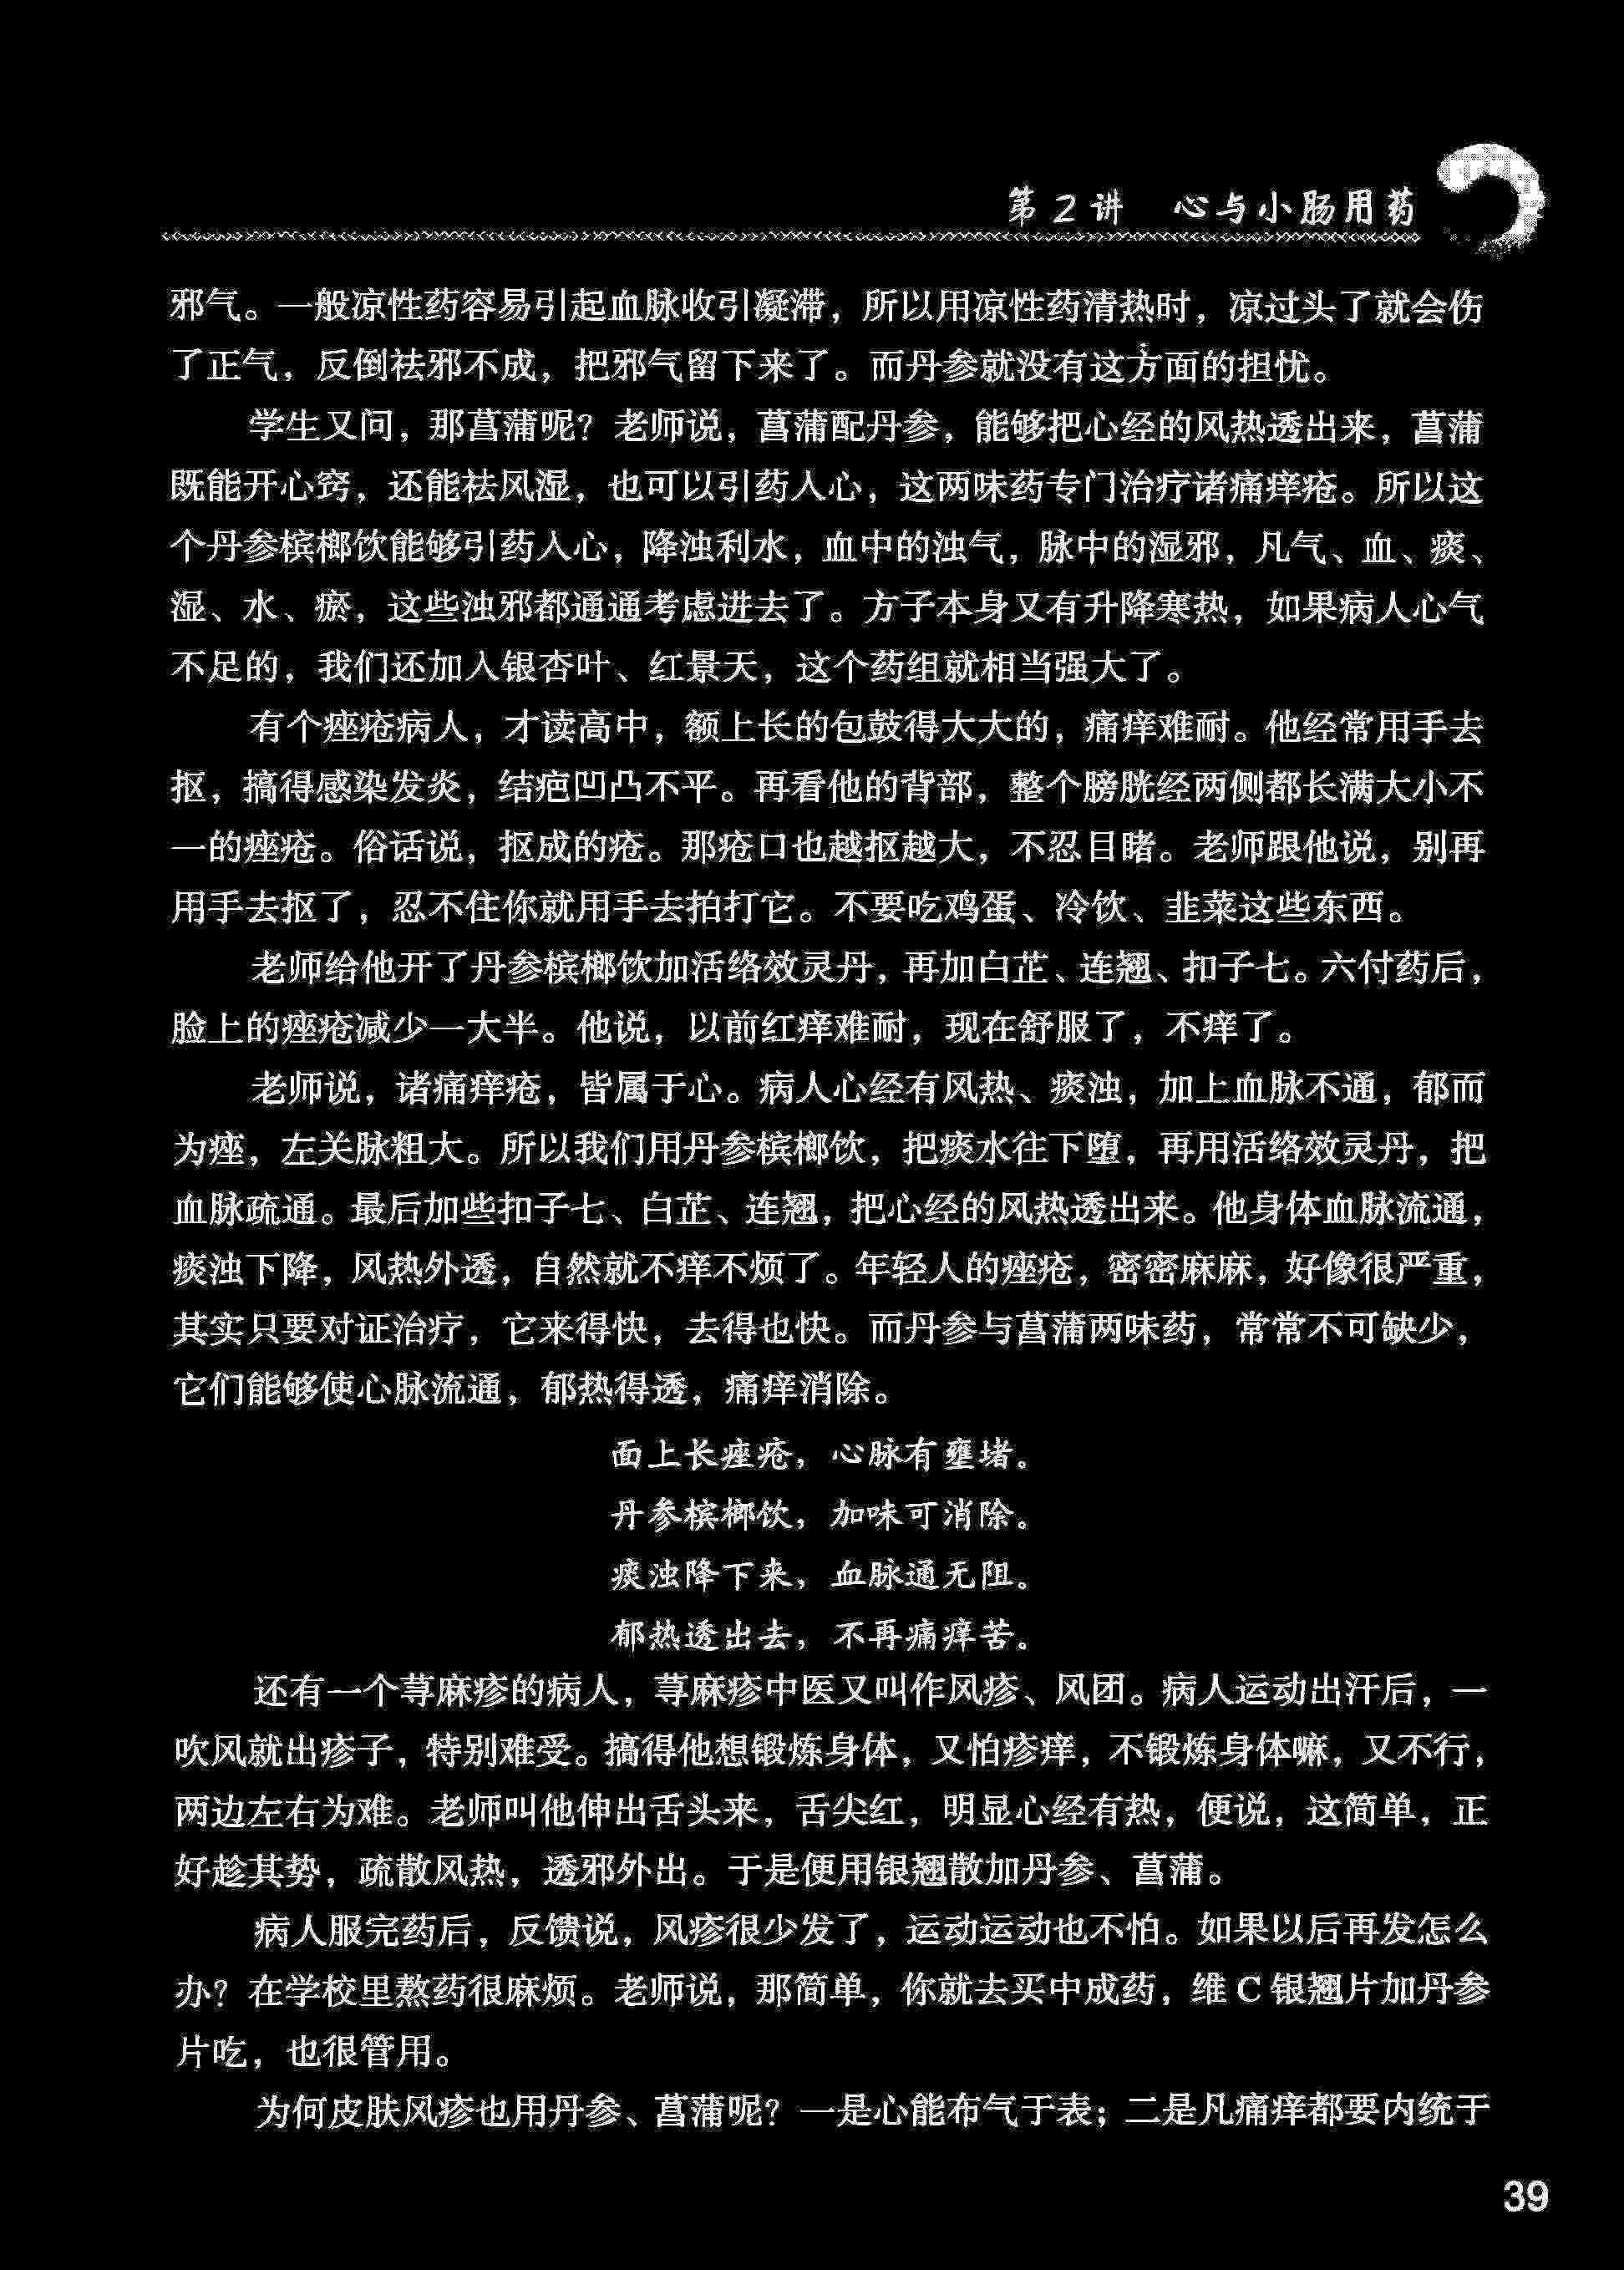 第2讲 心与小肠用药
邪气。一般凉性药容易引起血脉收引凝滞，所以用凉性药清热时，凉过头了就会伤
了正气，反倒祛邪不成，把邪气留下来了。而丹参就没有这方面的担忧。
学生又问，那菖蒲呢？老师说，菖蒲配丹参，能够把心经的风热透出来，菖蒲
既能开心窍，还能祛风湿，也可以引药入心，这两味药专门治疗诸痛痒疮。所以这
个丹参槟榔饮能够引药入心，降浊利水，血中的浊气，脉中的湿邪，凡气、血、痰、
湿、水、瘀，这些浊邪都通通考虑进去了。方子本身又有升降寒热，如果病人心气
不足的，我们还加入银杏叶、红景天，这个药组就相当强大了。
有个痤疮病人，才读高中，额上长的包鼓得大大的，痛痒难耐。他经常用手去
抠，搞得感染发炎，结疤凹凸不平。再看他的背部，整个膀胱经两侧都长满大小不
一的痤疮。俗话说，抠成的疮。那疮口也越抠越大，不忍目睹。老师跟他说，别再
用手去抠了，忍不住你就用手去拍打它。不要吃鸡蛋、冷饮、韭菜这些东西。
老师给他开了丹参槟榔饮加活络效灵丹，再加白芷、连翘、扣子七。六付药后，
脸上的痤疮减少一大半。他说，以前红痒难耐，现在舒服了，不痒了。
老师说，诸痛痒疮，皆属于心。病人心经有风热、痰浊，加上血脉不通，郁而
为痤，左关脉粗大。所以我们用丹参槟榔饮，把痰水往下堕，再用活络效灵丹，把
血脉疏通。最后加些扣子七、白芷、连翘，把心经的风热透出来。他身体血脉流通，
痰浊下降，风热外透，自然就不痒不烦了。年轻人的痤疮，密密麻麻，好像很严重，
其实只要对证治疗，它来得快，去得也快。而丹参与菖蒲两味药，常常不可缺少，
它们能够使心脉流通，郁热得透，痛痒消除。
面上长痤疮，心脉有壅堵。
丹参槟榔饮，加味可消除。
痰浊降下来，血脉通无阻。
郁热透出去，不再痛痒苦。
还有一个荨麻疹的病人，荨麻疹中医又叫作风疹、风团。病人运动出汗后，一
吹风就出疹子，特别难受。搞得他想锻炼身体，又怕疹痒，不锻炼身体嘛，又不行，
两边左右为难。老师叫他伸出舌头来，舌尖红，明显心经有热，便说，这简单，正
好趁其势，疏散风热，透邪外出。于是便用银翘散加丹参、菖蒲。
病人服完药后，反馈说，风疹很少发了，运动运动也不怕。如果以后再发怎么
办？在学校里熬药很麻烦。老师说，那简单，你就去买中成药，维C银翘片加丹参
片吃，也很管用。
为何皮肤风疹也用丹参、菖蒲呢？一是心能布气于表；二是凡痛痒都要内统于
39